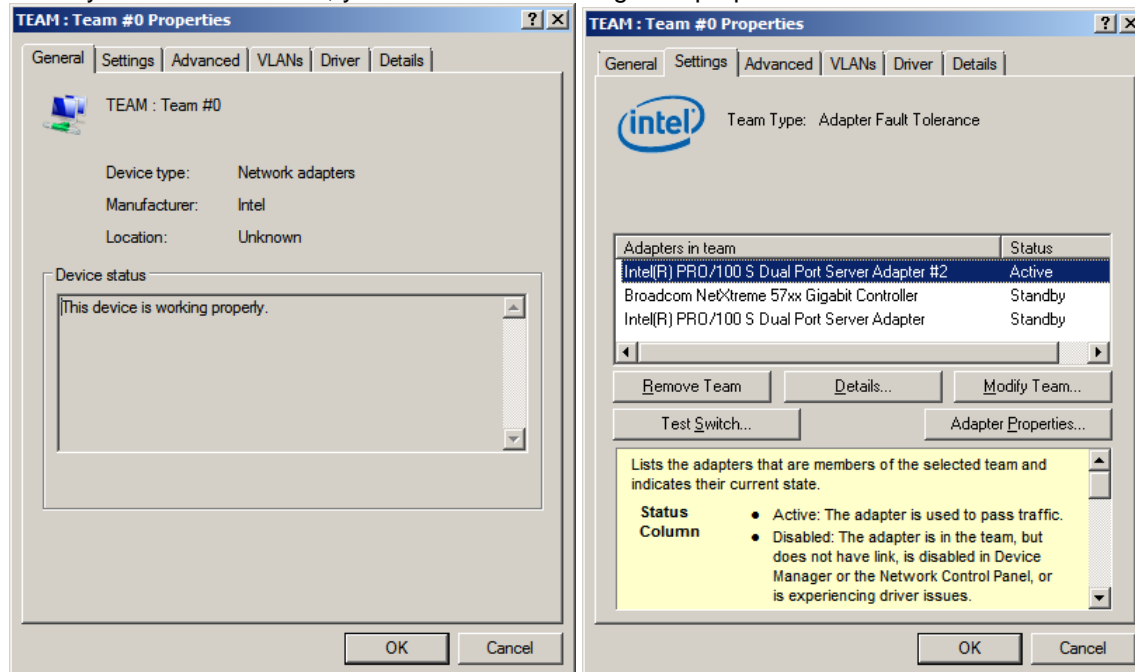 TEAM : Team #0 Properties
General Settings Advanced VLANs Driver Details
TEAM : Team #0
Device type: Network adapters
Manufacturer: Intel
Location: Unknown
Device status
This device is working properly.
OK Cancel
TEAM : Team #0 Properties
General Settings Advanced VLANs Driver Details
intel
Team Type: Adapter Fault Tolerance
Adapters in team Status
Intel(R) PRO/100 S Dual Port Server Adapter #2 Active
Broadcom NetXtreme 57xx Gigabit Controller Standby
Intel(R) PRO/100 S Dual Port Server Adapter Standby
Remove Team Details... Modify Team...
Test Switch... Adapter Properties...
Lists the adapters that are members of the selected team and
indicates their current state.
Status Column
• Active: The adapter is used to pass traffic.
• Disabled: The adapter is in the team, but
does not have link, is disabled in Device
Manager or the Network Control Panel, or
is experiencing driver issues.
OK Cancel